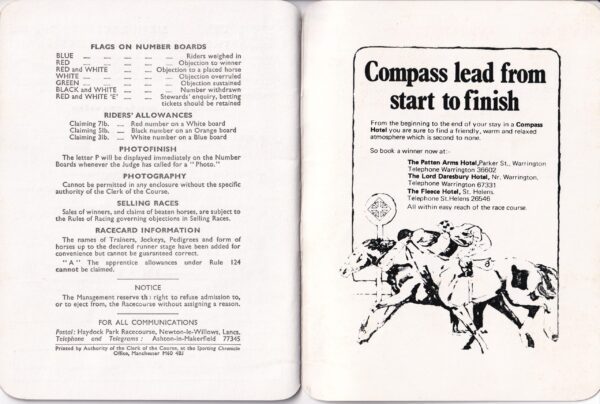 FLAGS ON NUMBER BOARDS
BLUE ... ... ... ... ... Riders weighed in
RED ... ... ... ... ... Objection to winner
RED and WHITE ... ... Objection to a placed horse
WHITE ... ... ... ... Objection overruled
GREEN ... ... ... ... Objection sustained
BLACK and WHITE ... ... ... Number withdrawn
RED and WHITE 'E' ... ... Stewards' enquiry, betting
tickets should be retained
RIDERS' ALLOWANCES
Claiming 7lb. ... Red number on a White board
Claiming 5lb. ... Black number on an Orange board
Claiming 3lb. ... White number on a Blue board
PHOTOFINISH
The letter P will be displayed immediately on the Number
Boards whenever the Judge has called for a "Photo."
PHOTOGRAPHY
Cannot be permitted in any enclosure without the specific
authority of the Clerk of the Course.
SELLING RACES
Sales of winners, and claims of beaten horses, are subject to
the Rules of Racing governing objections in Selling Races.
RACECARD INFORMATION
The names of Trainers, Jockeys, Pedigrees and form of
horses up to the declared runner stage have been added for
convenience but cannot be guaranteed correct.
"A" The apprentice allowances under Rule 124
cannot be claimed.
NOTICE
The Management reserve the right to refuse admission to,
or to eject from, the Racecourse without assigning a reason.
FOR ALL COMMUNICATIONS
Postal: Haydock Park Racecourse, Newton-le-Willows, Lancs.
Telephone and Telegrams: Ashton-in-Makerfield 77345
Printed by Authority of the Clerk of the Course, at the Sporting Chronicle
Office, Manchester M60 4BJ
Compass lead from
start to finish
From the beginning to the end of your stay in a Compass
Hotel you are sure to find a friendly, warm and relaxed
atmosphere which is second to none.
So book a winner now at:-
The Patten Arms Hotel, Parker St., Warrington
Telephone Warrington 36602
The Lord Daresbury Hotel, Nr. Warrington,
Telephone Warrington 67331
The Fleece Hotel, St. Helens.
Telephone St. Helens 26546
All within easy reach of the race course.